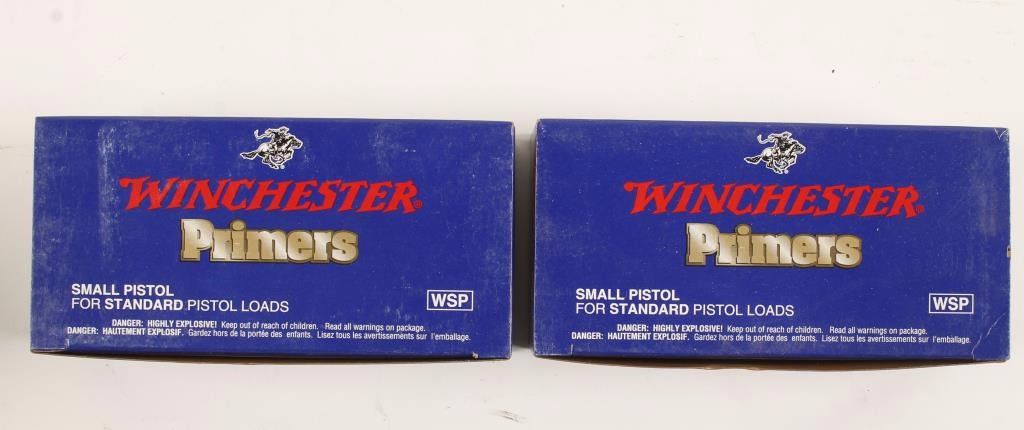 WINCHESTER®
Primers
SMALL PISTOL
FOR STANDARD PISTOL LOADS
WSP
DANGER: HIGHLY EXPLOSIVE! Keep out of reach of children. Read all warnings on package.
DANGER: HAUTEMENT EXPLOSIF. Gardez hors de la portée des enfants. Lisez tous les avertissements sur l'emballage.
WINCHESTER®
Primers
SMALL PISTOL
FOR STANDARD PISTOL LOADS
WSP
DANGER: HIGHLY EXPLOSIVE! Keep out of reach of children. Read all warnings on package.
DANGER: HAUTEMENT EXPLOSIF. Gardez hors de la portée des enfants. Lisez tous les avertissements sur l'emballage.